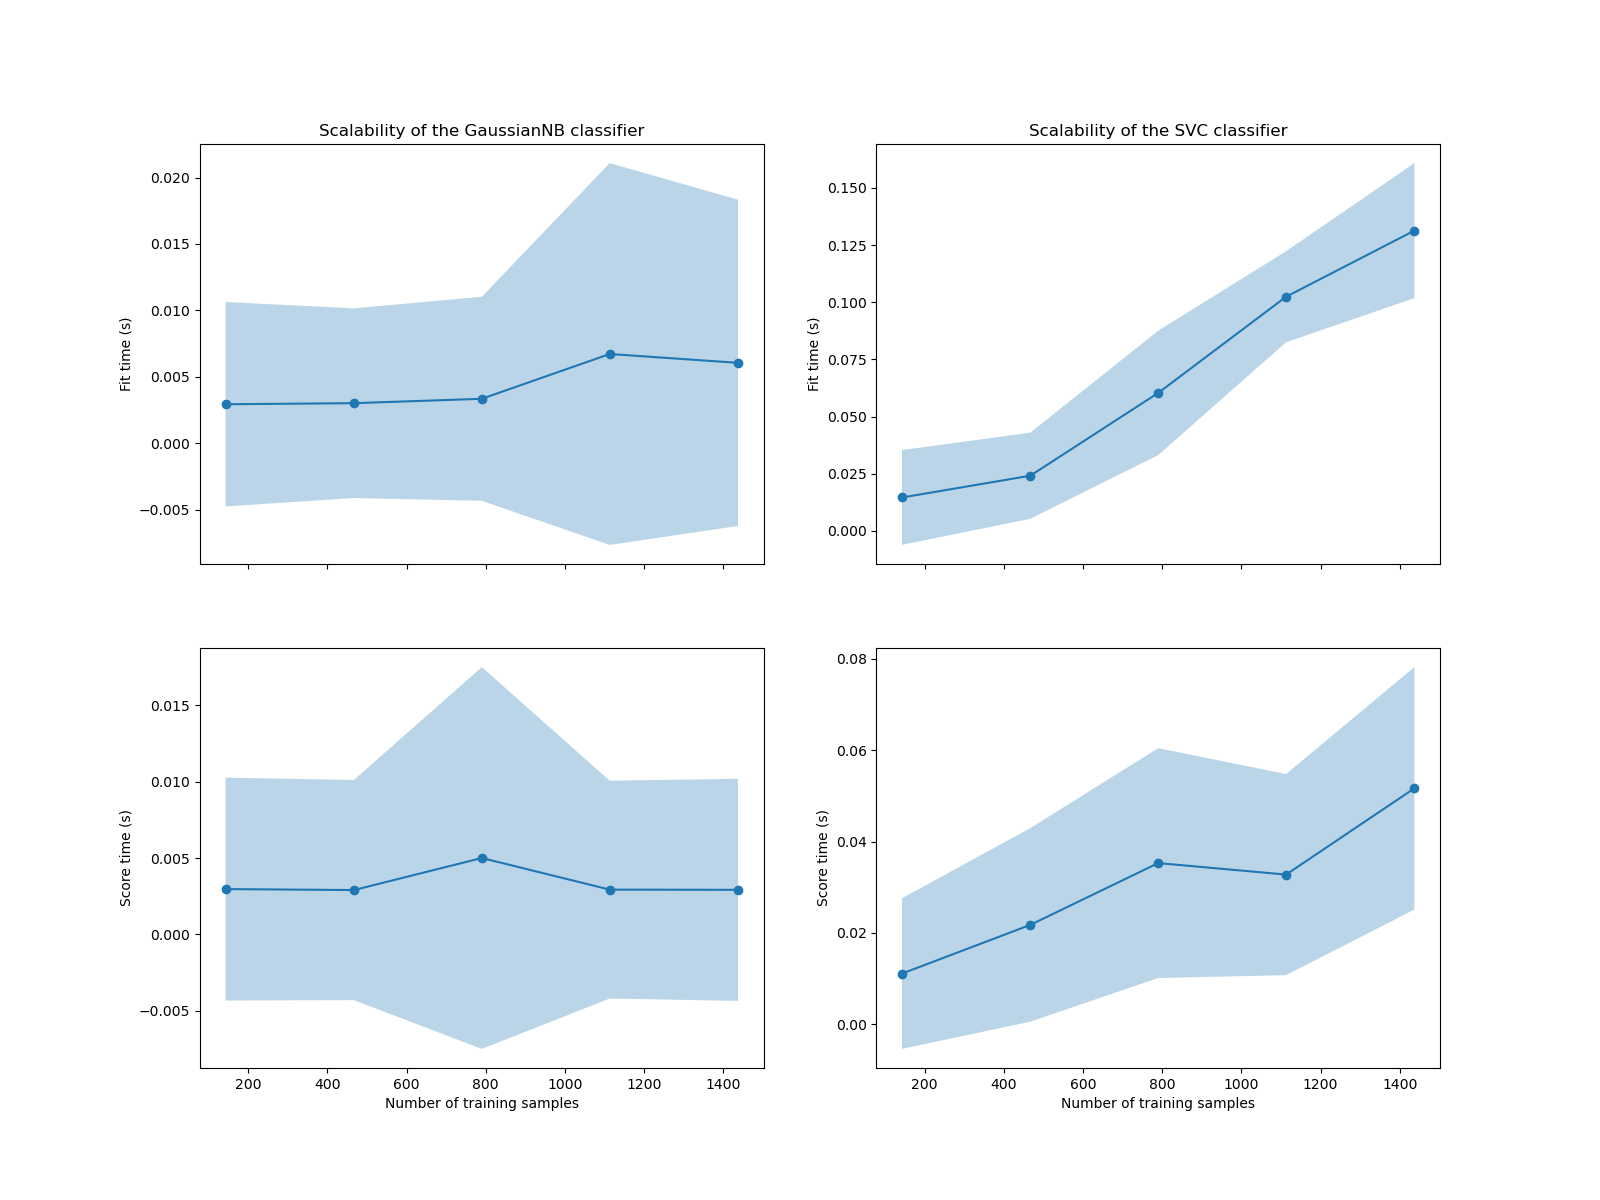 Scalability of the GaussianNB classifier
0.020
0.015
0.010
0.005
0.000
−0.005
Fit time (s)
Scalability of the SVC classifier
0.150
0.125
0.100
0.075
0.050
0.025
0.000
Fit time (s)
0.015
0.010
0.005
0.000
−0.005
Score time (s)
200 400 600 800 1000 1200 1400
Number of training samples
0.08
0.06
0.04
0.02
0.00
Score time (s)
200 400 600 800 1000 1200 1400
Number of training samples